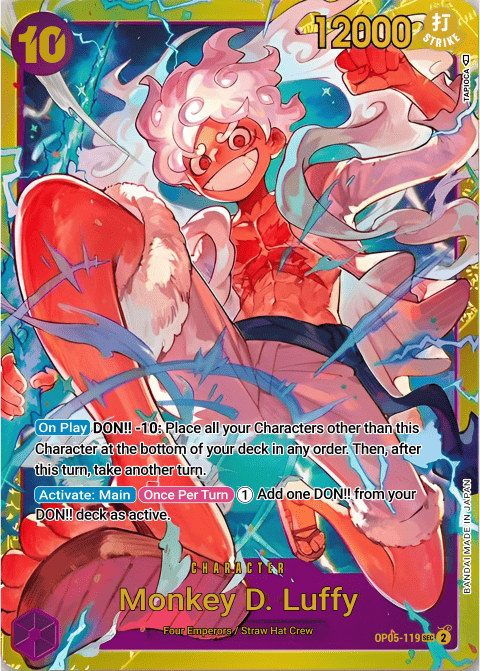 10
12000
打
STRIKE
TAPIOCA
On Play DON!! -10: Place all your Characters other than this
Character at the bottom of your deck in any order. Then, after
this turn, take another turn.
Activate: Main Once Per Turn ① Add one DON!! from your
DON!! deck as active.
BANDAI MADE IN JAPAN
CHARACTER
Monkey D. Luffy
Four Emperors / Straw Hat Crew
OP05-119 SEC 2